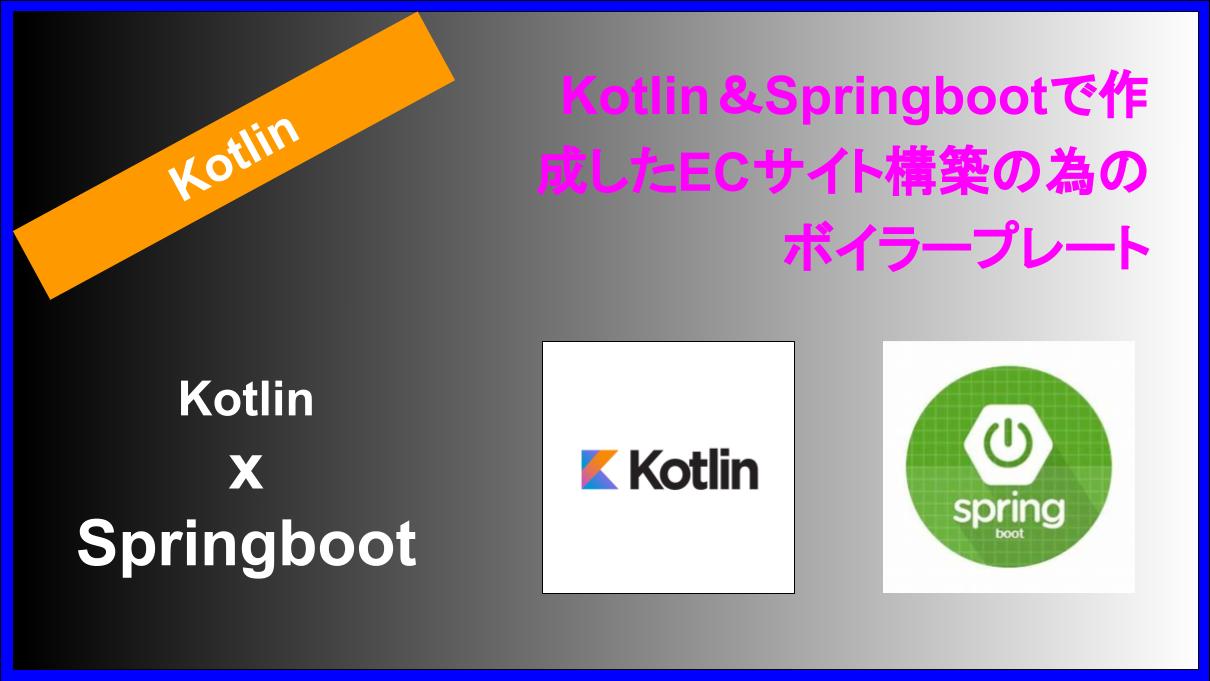 Kotlin
Kotlin＆Springbootで作
成したECサイト構築の為の
ボイラープレート
Kotlin
x
Springboot
Kotlin
spring
boot